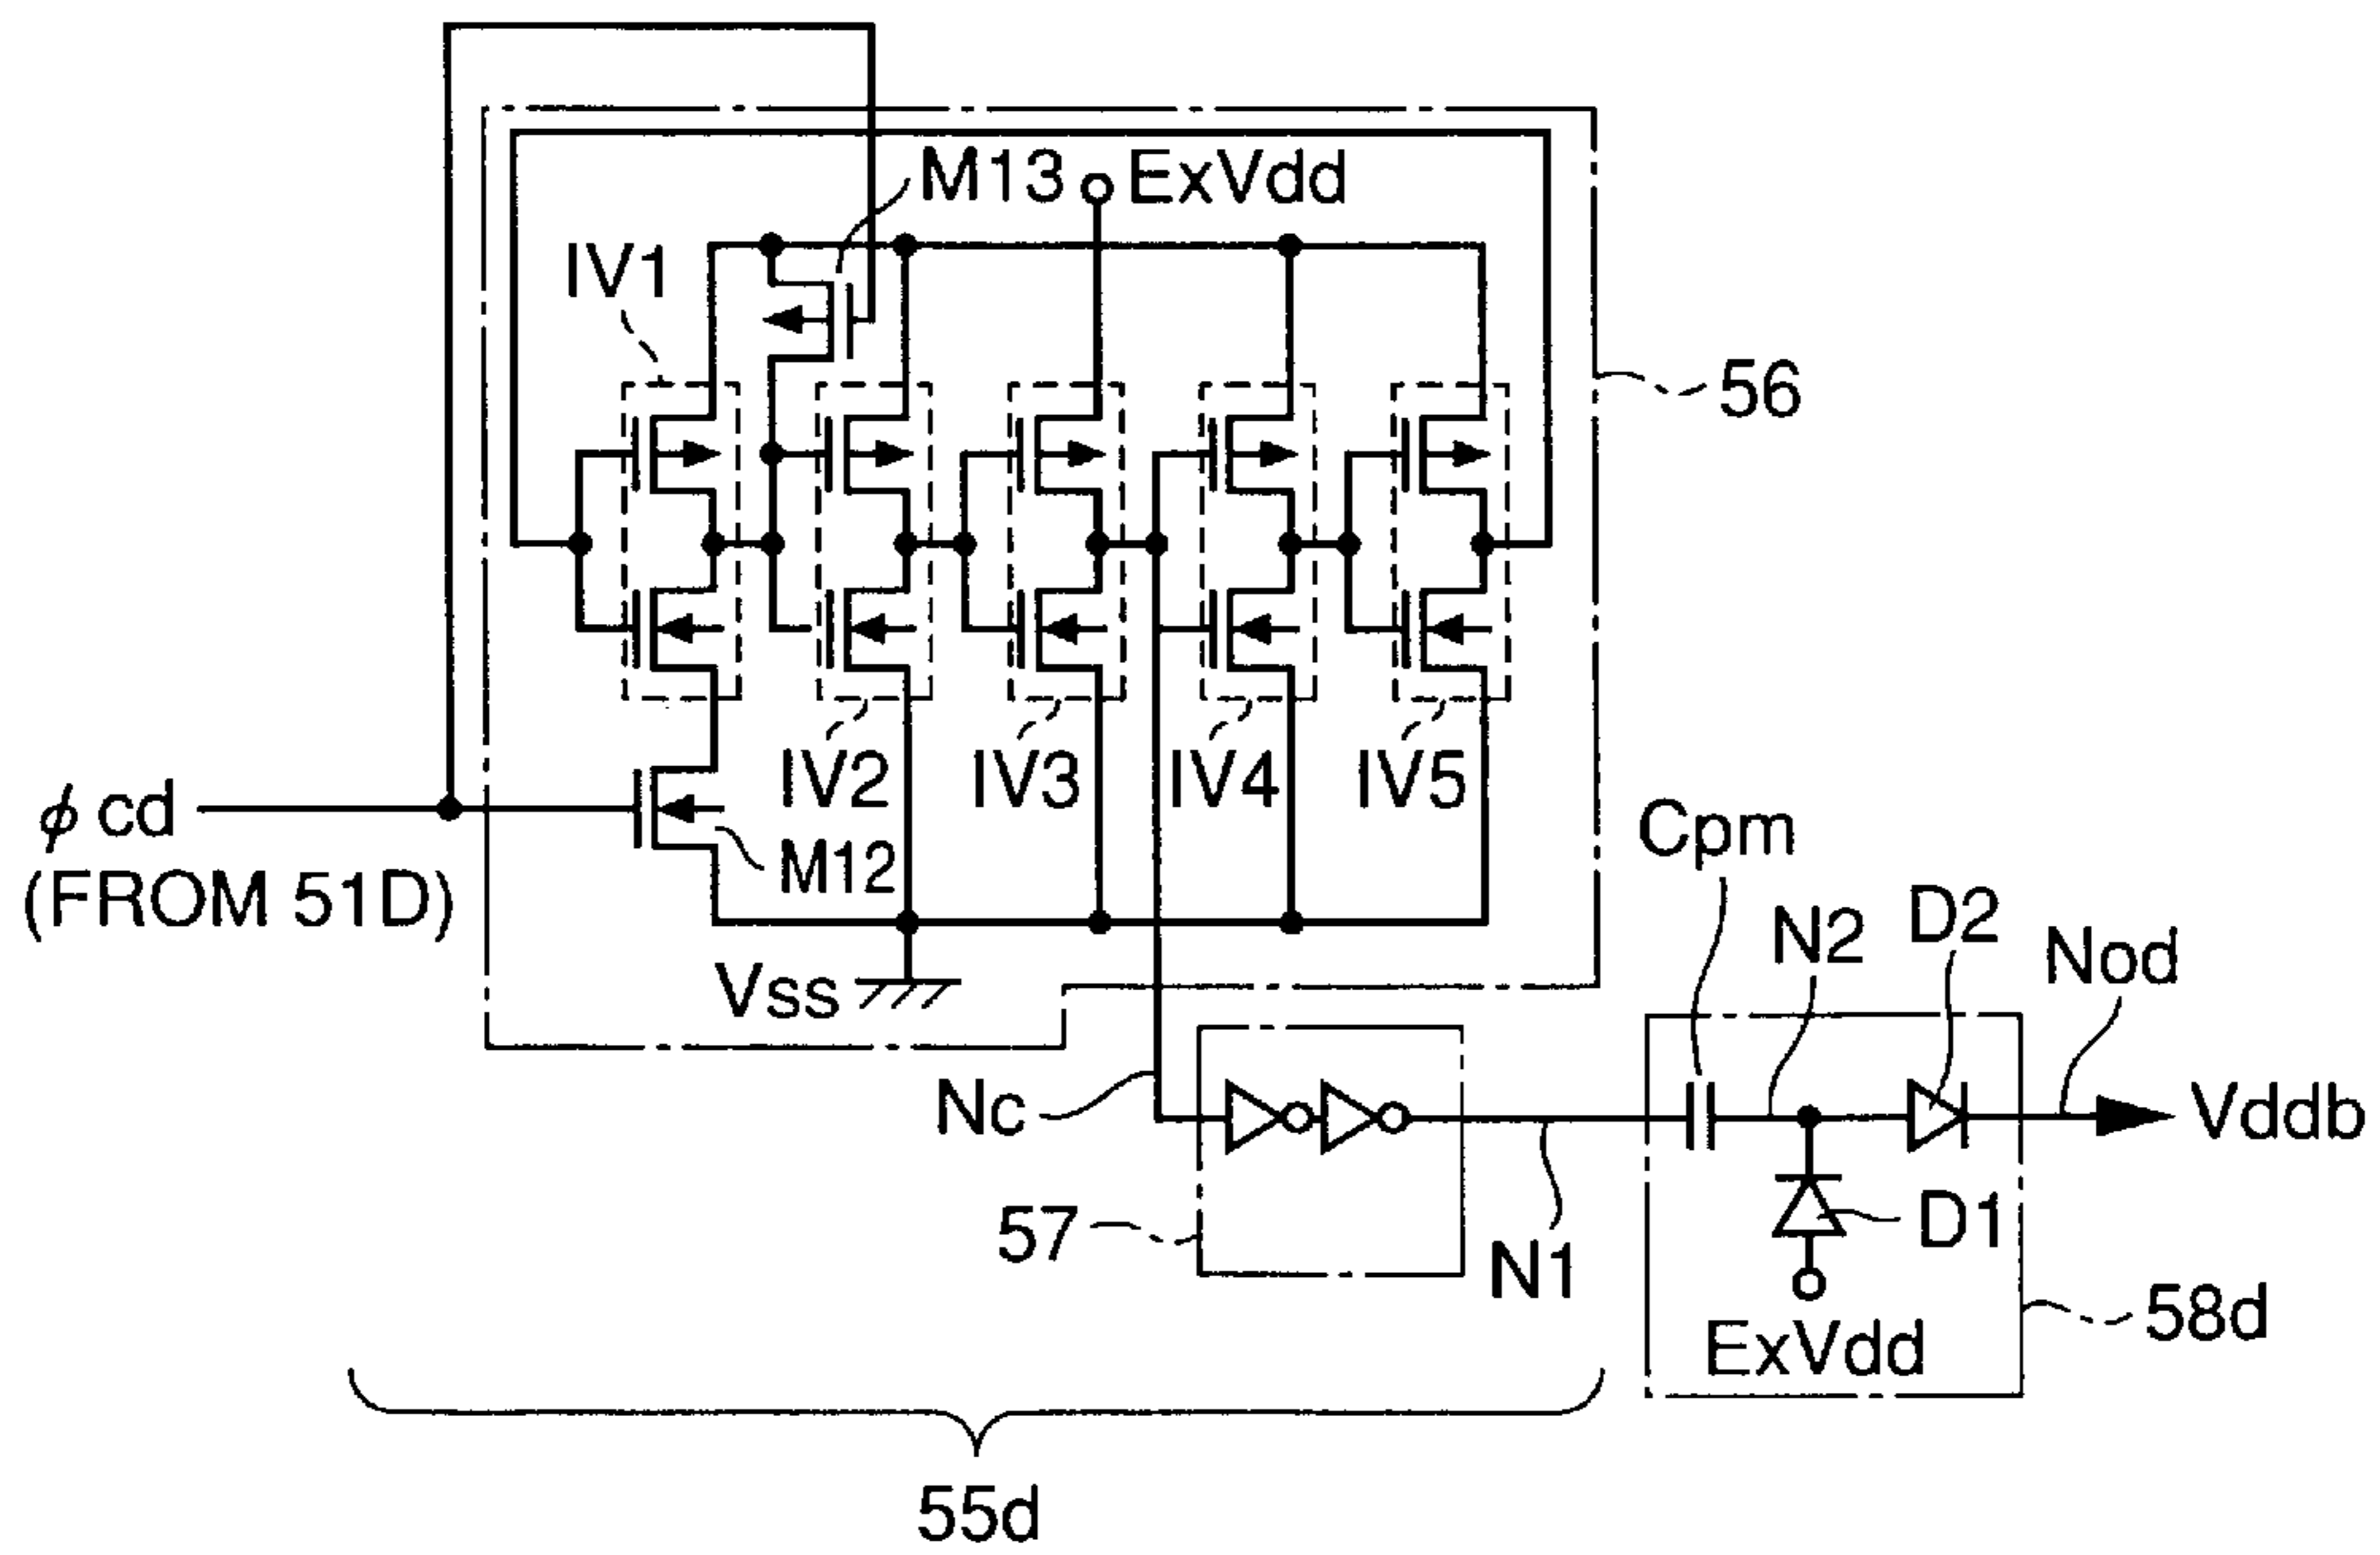 M13
ExVdd
IV1
56
IV2
IV3
IV4
IV5
ϕ cd
(FROM 51D)
M12
Vss
Cpm
N2
D2
Nod
Nc
Vddb
57
N1
D1
ExVdd
58d
55d